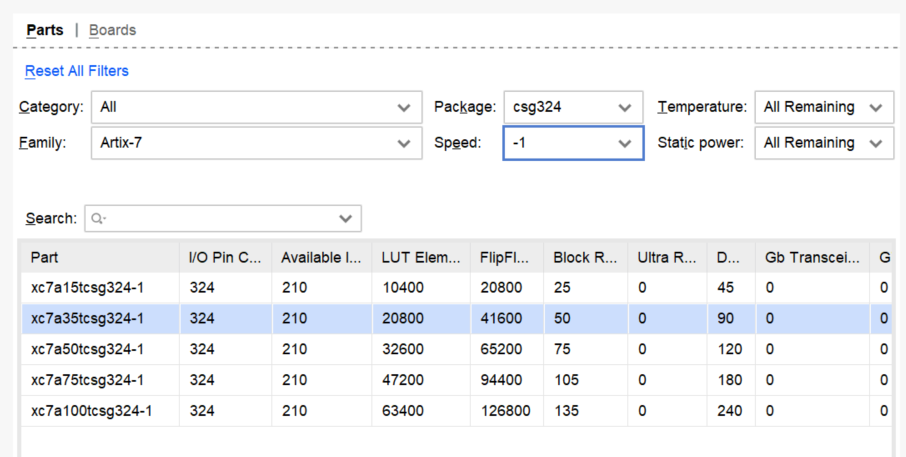 Parts | Boards
Reset All Filters
Category: All Package: csg324 Temperature: All Remaining
Family: Artix-7 Speed: -1 Static power: All Remaining
Search:
Part I/O Pin C... Available I... LUT Elem... FlipFl... Block R... Ultra R... D... Gb Transcei... G
xc7a15tcsg324-1 324 210 10400 20800 25 0 45 0 0
xc7a35tcsg324-1 324 210 20800 41600 50 0 90 0 0
xc7a50tcsg324-1 324 210 32600 65200 75 0 120 0 0
xc7a75tcsg324-1 324 210 47200 94400 105 0 180 0 0
xc7a100tcsg324-1 324 210 63400 126800 135 0 240 0 0